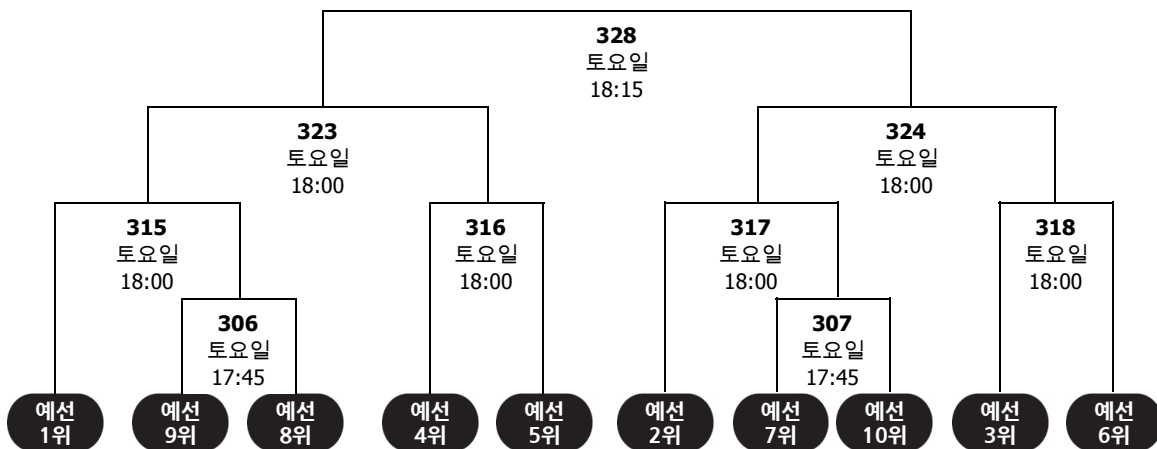 328
토요일
18:15
323
토요일
18:00
324
토요일
18:00
315
토요일
18:00
316
토요일
18:00
317
토요일
18:00
318
토요일
18:00
306
토요일
17:45
307
토요일
17:45
예선
1위
예선
9위
예선
8위
예선
4위
예선
5위
예선
2위
예선
7위
예선
10위
예선
3위
예선
6위